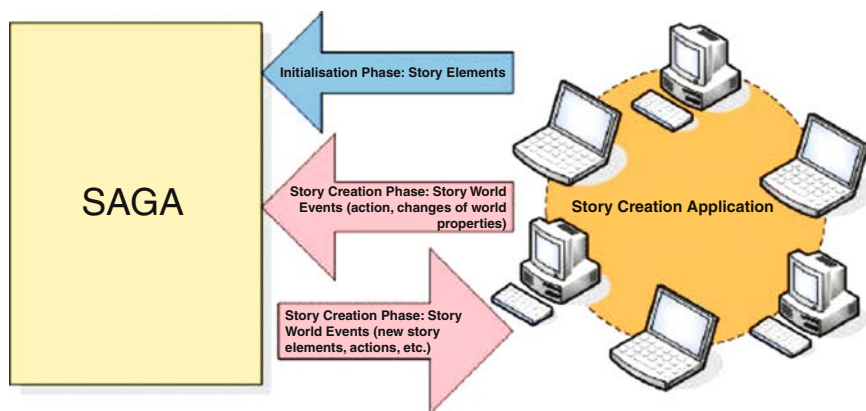 Initialisation Phase: Story Elements
SAGA
Story Creation Phase: Story World
Events (action, changes of world
properties)
Story Creation Application
Story Creation Phase: Story
World Events (new story
elements, actions, etc.)